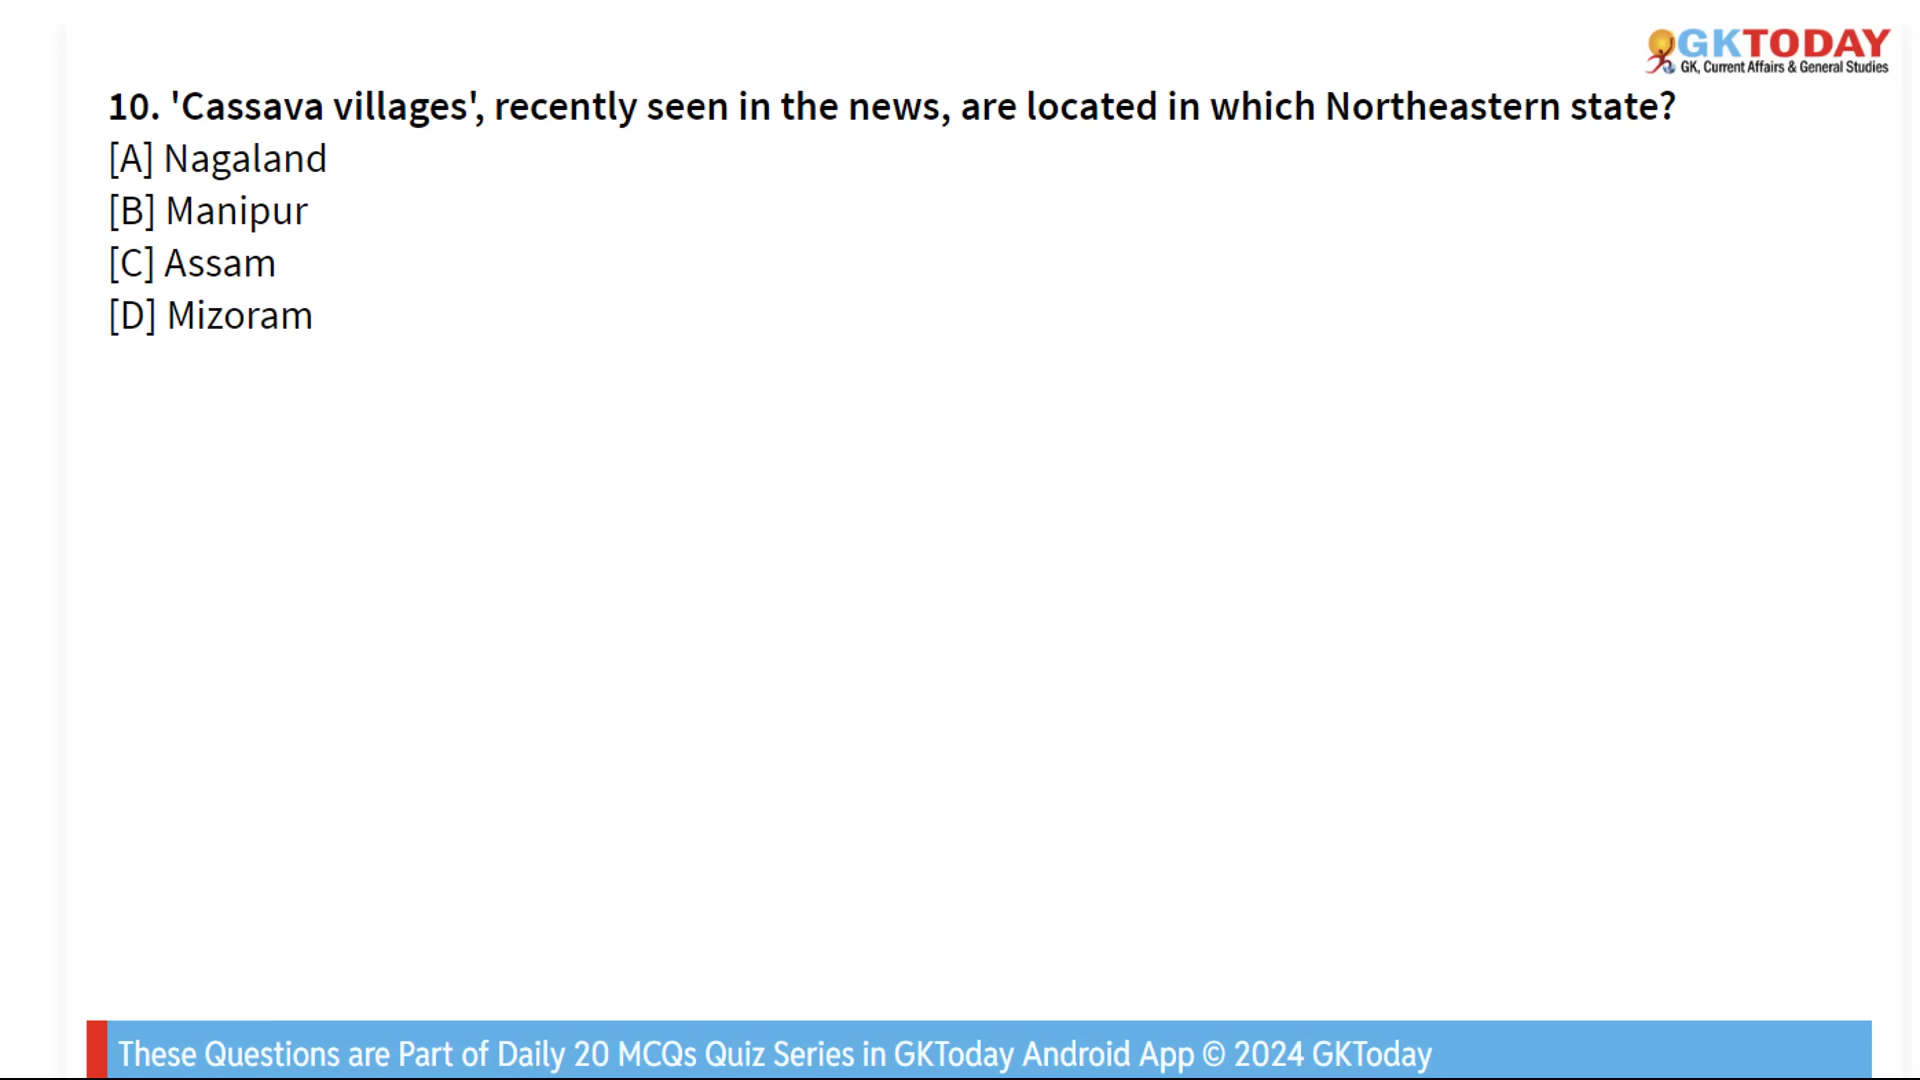 GKTODAY
GK, Current Affairs & General Studies
10. 'Cassava villages', recently seen in the news, are located in which Northeastern state?
[A] Nagaland
[B] Manipur
[C] Assam
[D] Mizoram
These Questions are Part of Daily 20 MCQs Quiz Series in GKToday Android App © 2024 GKToday